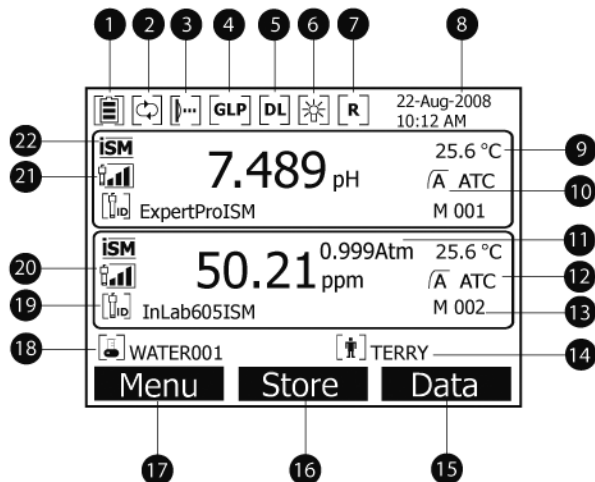 1 2 3 4 5 6 7 8
GLP DL R 22-Aug-2008
10:12 AM
22 iSM 7.489 pH 25.6 °C 9
21 A ATC 10
ID ExpertProISM M 001
iSM 50.21 ppm 0.999Atm 25.6 °C 11
20 A ATC 12
19 ID InLab605ISM M 002 13
18 WATER001 TERRY 14
Menu Store Data
17 16 15